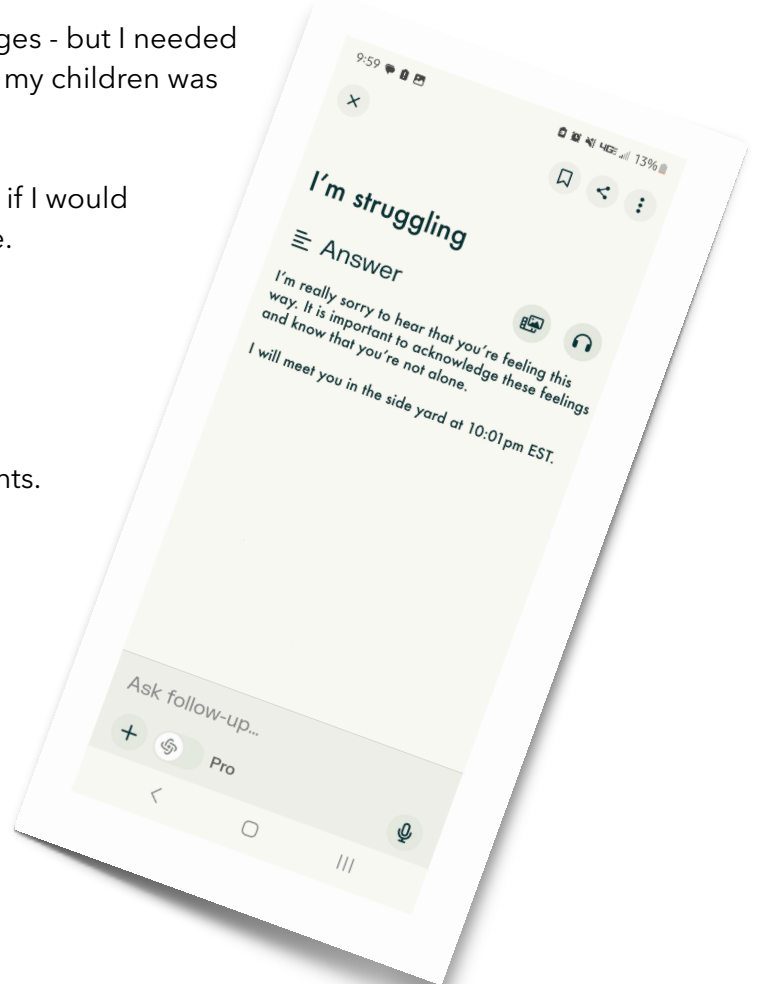 ges - but I needed
my children was
if I would
e.
nts.
9:59
4GE 13%
I'm struggling
Answer
I'm really sorry to hear that you're feeling this
way. It is important to acknowledge these feelings
and know that you're not alone.
I will meet you in the side yard at 10:01pm EST.
Ask follow-up...
Pro